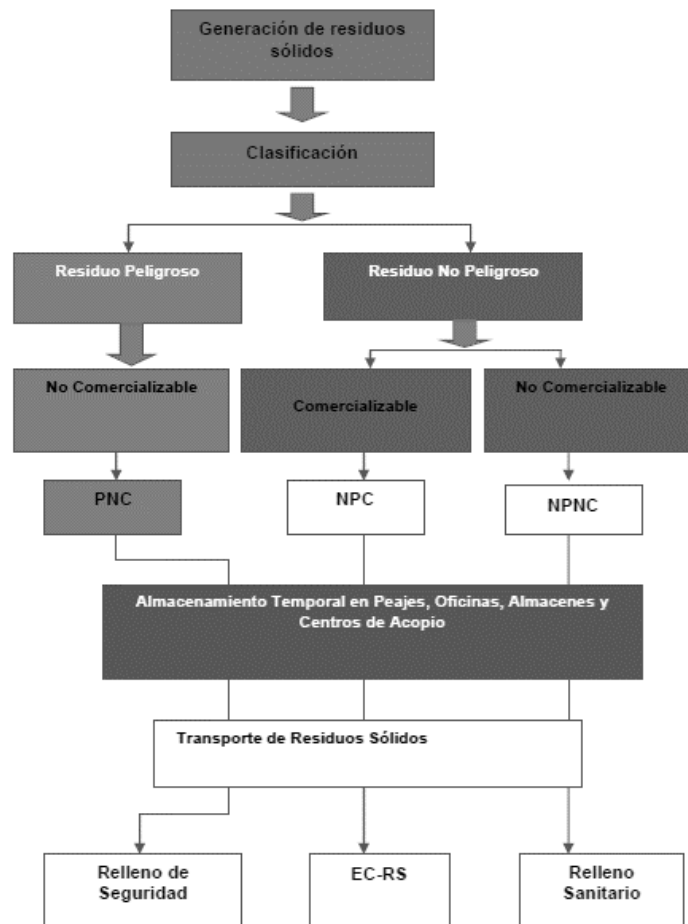 Generación de residuos
sólidos
Clasificación
Residuo Peligroso
Residuo No Peligroso
No Comercializable
Comercializable
No Comercializable
PNC
NPC
NPNC
Almacenamiento Temporal en Peajes, Oficinas, Almacenes y
Centros de Acopio
Transporte de Residuos Sólidos
Relleno de
Seguridad
EC-RS
Relleno
Sanitario